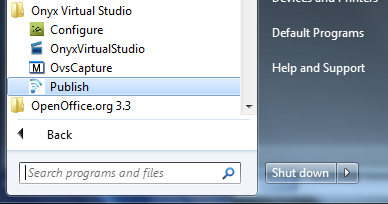 Onyx Virtual Studio
Configure
OnyxVirtualStudio
OvsCapture
Publish
OpenOffice.org 3.3
Back
Search programs and files
Devices and Printers
Default Programs
Help and Support
Shut down